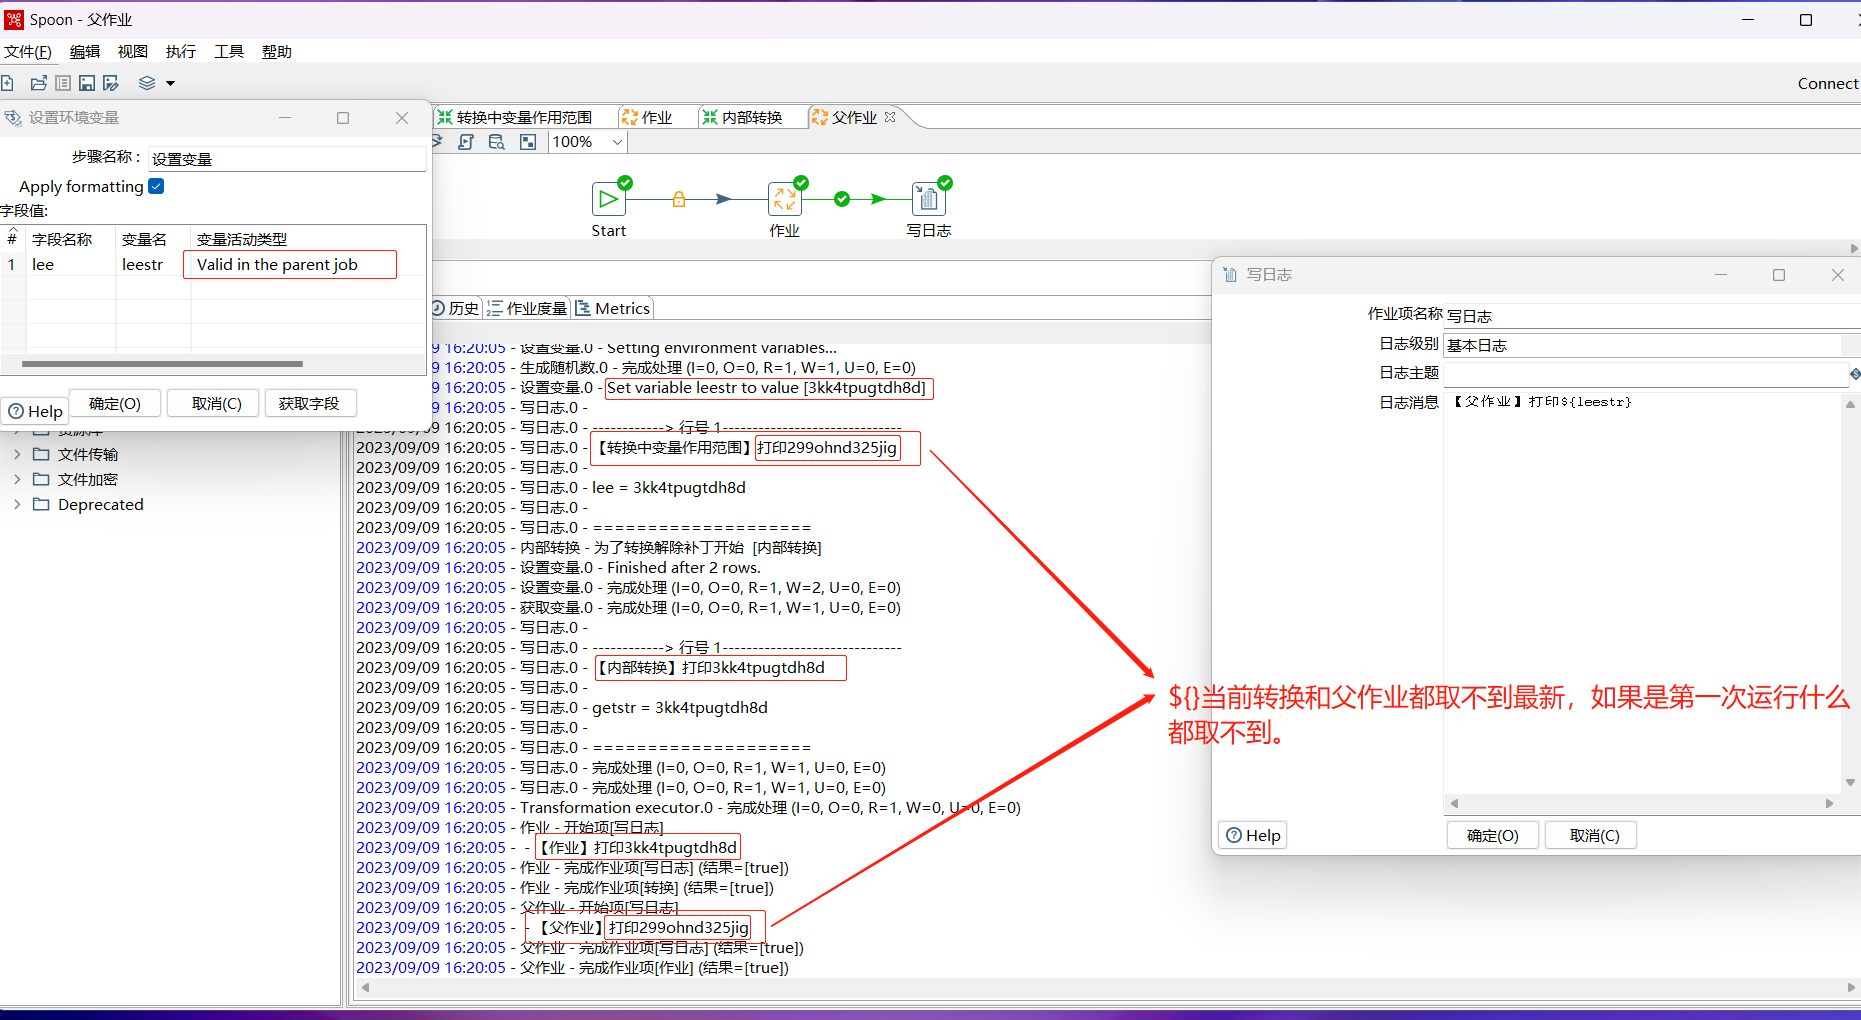 Spoon - 父作业
文件(F) 编辑 视图 执行 工具 帮助
Connect
设置环境变量
步骤名称： 设置变量
Apply formatting
字段值:
# 字段名称 变量名 变量活动类型
1 lee leestr Valid in the parent job
Help 确定(O) 取消(C) 获取字段
文件传输
文件加密
Deprecated
转换中变量作用范围 作业 内部转换 父作业
100%
Start 作业 写日志
历史 作业度量 Metrics
9 16:20:05 - 设置变量.0 - Setting environment variables...
9 16:20:05 - 生成随机数.0 - 完成处理 (I=0, O=0, R=1, W=1, U=0, E=0)
9 16:20:05 - 设置变量.0 - Set variable leestr to value [3kk4tpugtdh8d]
9 16:20:05 - 写日志.0 -
9 16:20:05 - 写日志.0 - ------------> 行号 1------------------------------
2023/09/09 16:20:05 - 写日志.0 - 【转换中变量作用范围】打印299ohnd325jig
2023/09/09 16:20:05 - 写日志.0 -
2023/09/09 16:20:05 - 写日志.0 - lee = 3kk4tpugtdh8d
2023/09/09 16:20:05 - 写日志.0 -
2023/09/09 16:20:05 - 写日志.0 - ====================
2023/09/09 16:20:05 - 内部转换 - 为了转换解除补丁开始 [内部转换]
2023/09/09 16:20:05 - 设置变量.0 - Finished after 2 rows.
2023/09/09 16:20:05 - 设置变量.0 - 完成处理 (I=0, O=0, R=1, W=2, U=0, E=0)
2023/09/09 16:20:05 - 获取变量.0 - 完成处理 (I=0, O=0, R=1, W=1, U=0, E=0)
2023/09/09 16:20:05 - 写日志.0 -
2023/09/09 16:20:05 - 写日志.0 - ------------> 行号 1------------------------------
2023/09/09 16:20:05 - 写日志.0 - 【内部转换】打印3kk4tpugtdh8d
2023/09/09 16:20:05 - 写日志.0 -
2023/09/09 16:20:05 - 写日志.0 - getstr = 3kk4tpugtdh8d
2023/09/09 16:20:05 - 写日志.0 -
2023/09/09 16:20:05 - 写日志.0 - ====================
2023/09/09 16:20:05 - 写日志.0 - 完成处理 (I=0, O=0, R=1, W=1, U=0, E=0)
2023/09/09 16:20:05 - 写日志.0 - 完成处理 (I=0, O=0, R=1, W=1, U=0, E=0)
2023/09/09 16:20:05 - Transformation executor.0 - 完成处理 (I=0, O=0, R=1, W=0, U=0, E=0)
2023/09/09 16:20:05 - 作业 - 开始项[写日志]
2023/09/09 16:20:05 - - 【作业】打印3kk4tpugtdh8d
2023/09/09 16:20:05 - 作业 - 完成作业项[写日志] (结果=[true])
2023/09/09 16:20:05 - 作业 - 完成作业项[转换] (结果=[true])
2023/09/09 16:20:05 - 父作业 - 开始项[写日志]
2023/09/09 16:20:05 - - 【父作业】打印299ohnd325jig
2023/09/09 16:20:05 - 父作业 - 完成作业项[写日志] (结果=[true])
2023/09/09 16:20:05 - 父作业 - 完成作业项[作业] (结果=[true])
写日志
作业项名称 写日志
日志级别 基本日志
日志主题
日志消息 【父作业】打印${leestr}
${}当前转换和父作业都取不到最新，如果是第一次运行什么
都取不到。
Help 确定(O) 取消(C)